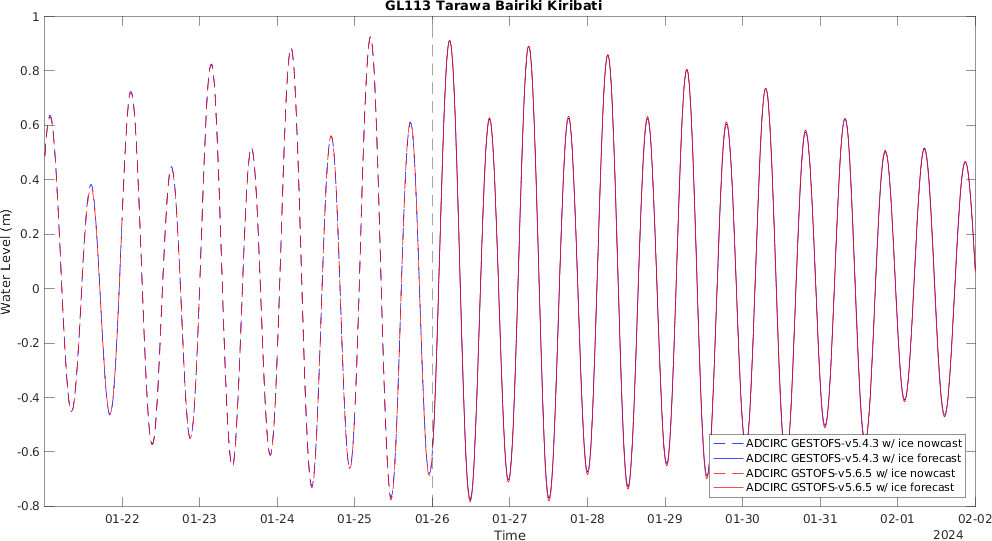 GL113 Tarawa Bairiki Kiribati
1
0.8
0.6
0.4
0.2
0
-0.2
-0.4
-0.6
-0.8
Water Level (m)
ADCIRC GESTOFS-v5.4.3 w/ ice nowcast
ADCIRC GESTOFS-v5.4.3 w/ ice forecast
ADCIRC GSTOFS-v5.6.5 w/ ice nowcast
ADCIRC GSTOFS-v5.6.5 w/ ice forecast
01-22 01-23 01-24 01-25 01-26 01-27 01-28 01-29 01-30 01-31 02-01 02-02
Time
2024